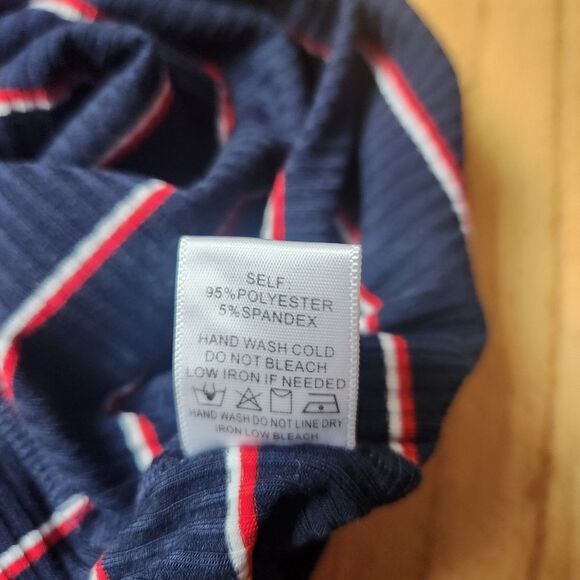 SELF:
95%POLYESTER
5%SPANDEX
HAND WASH COLD
DO NOT BLEACH
LOW IRON IF NEEDED
HAND WASH DO NOT LINE DRY
IRON LOW BLEACH